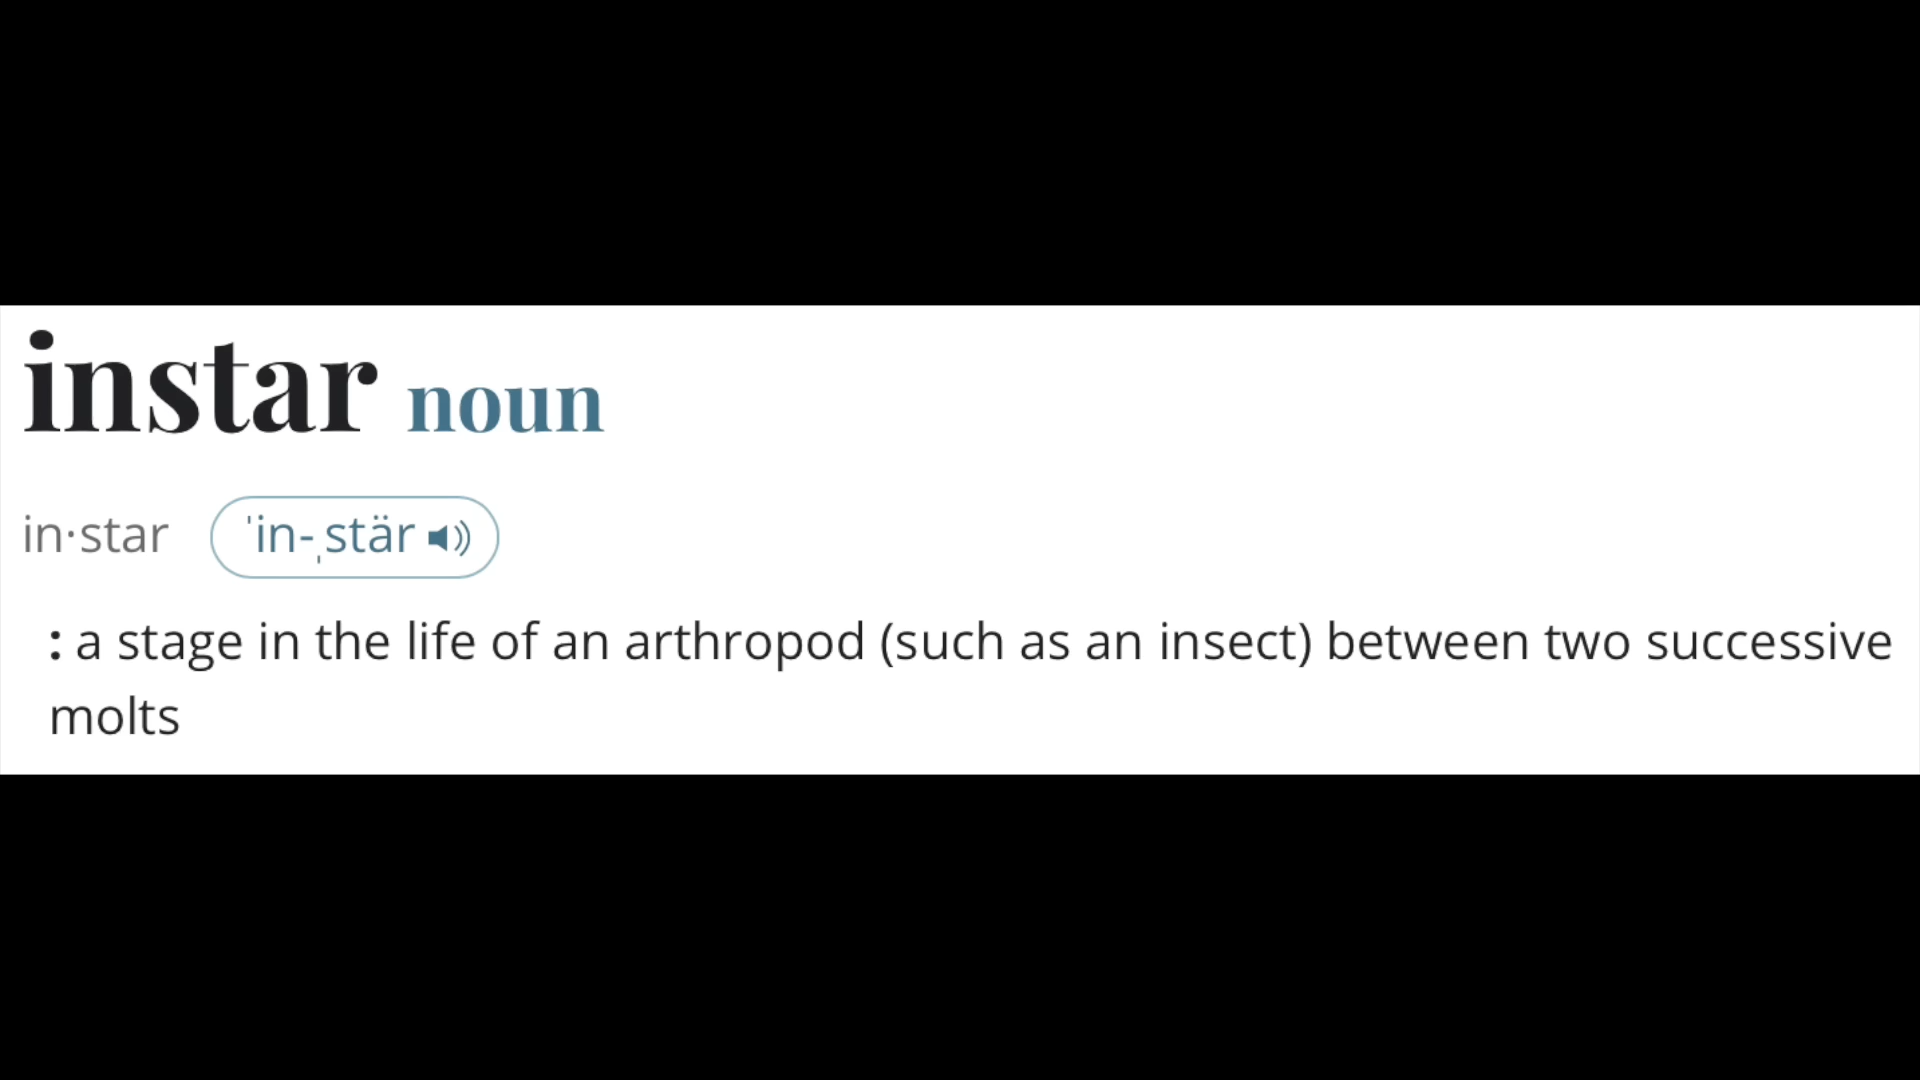 instar noun
in·star ˈin-ˌstär
: a stage in the life of an arthropod (such as an insect) between two successive
molts